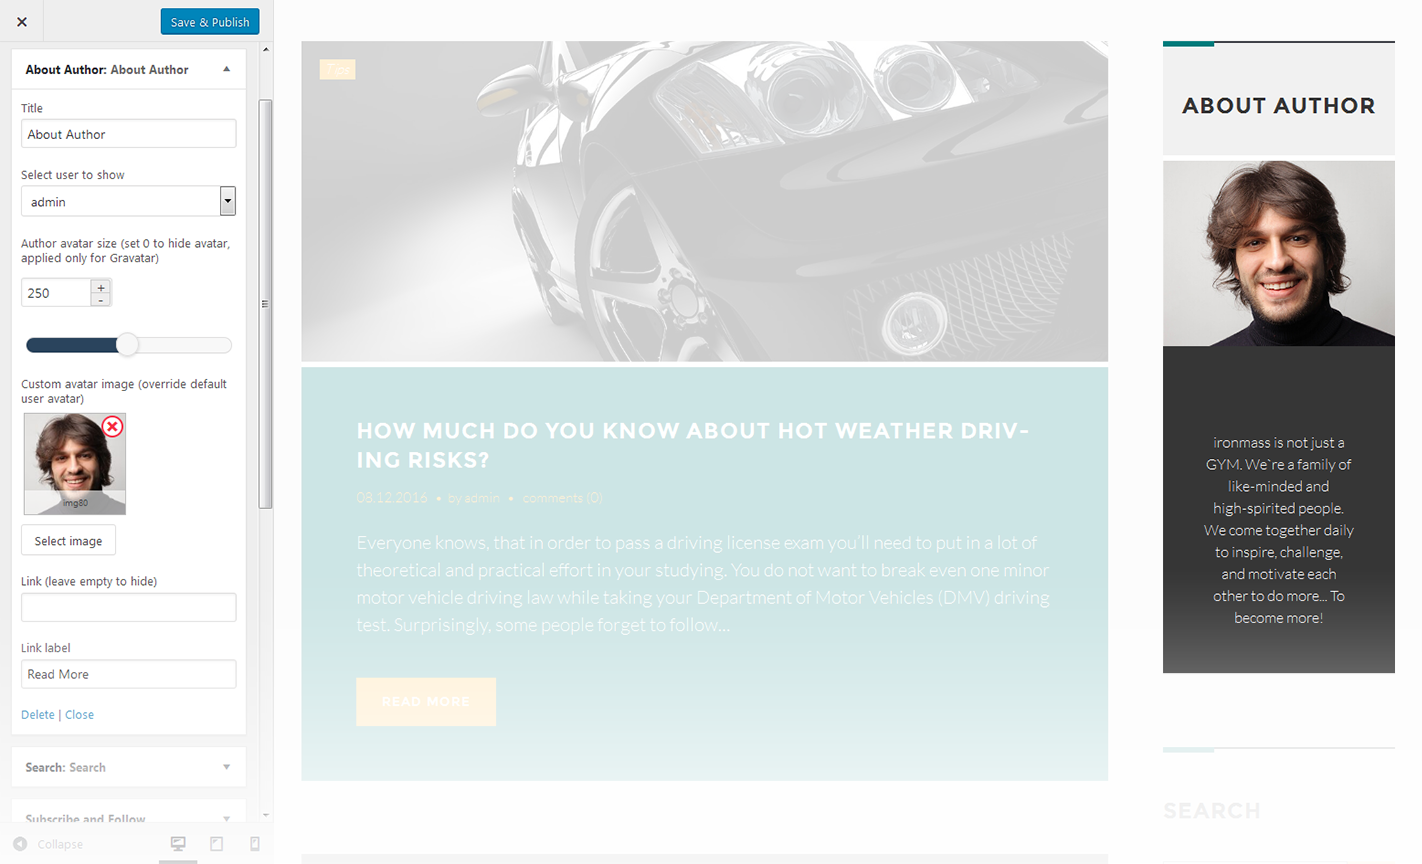 Save & Publish
About Author: About Author
Title
About Author
Select user to show
admin
Author avatar size (set 0 to hide avatar,
applied only for Gravatar)
250
+
-
Custom avatar image (override default
user avatar)
img80
Select image
Link (leave empty to hide)
Link label
Read More
Delete | Close
Search: Search
Subscribe and Follow
Collapse
Tips
HOW MUCH DO YOU KNOW ABOUT HOT WEATHER DRIV-
ING RISKS?
08.12.2016 • by admin • comments (0)
Everyone knows, that in order to pass a driving license exam you'll need to put in a lot of
theoretical and practical effort in your studying. You do not want to break even one minor
motor vehicle driving law while taking your Department of Motor Vehicles (DMV) driving
test. Surprisingly, some people forget to follow...
READ MORE
ABOUT AUTHOR
ironmass is not just a
GYM. We`re a family of
like-minded and
high-spirited people.
We come together daily
to inspire, challenge,
and motivate each
other to do more... To
become more!
SEARCH